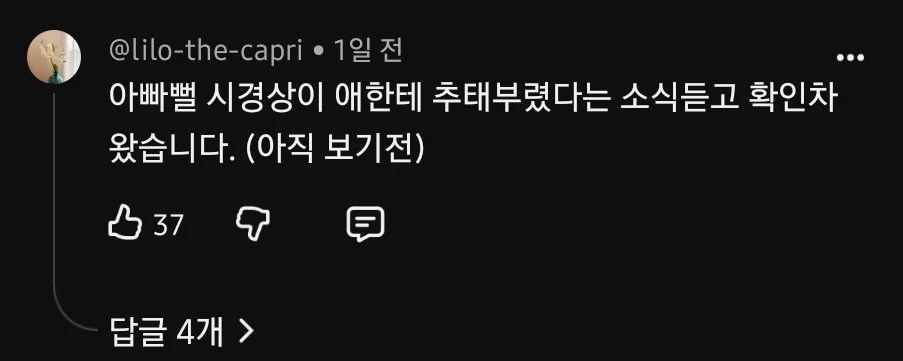 @lilo-the-capri • 1일 전
아빠뻘 시경상이 애한테 추태부렸다는 소식듣고 확인차
왔습니다. (아직 보기전)
37
답글 4개